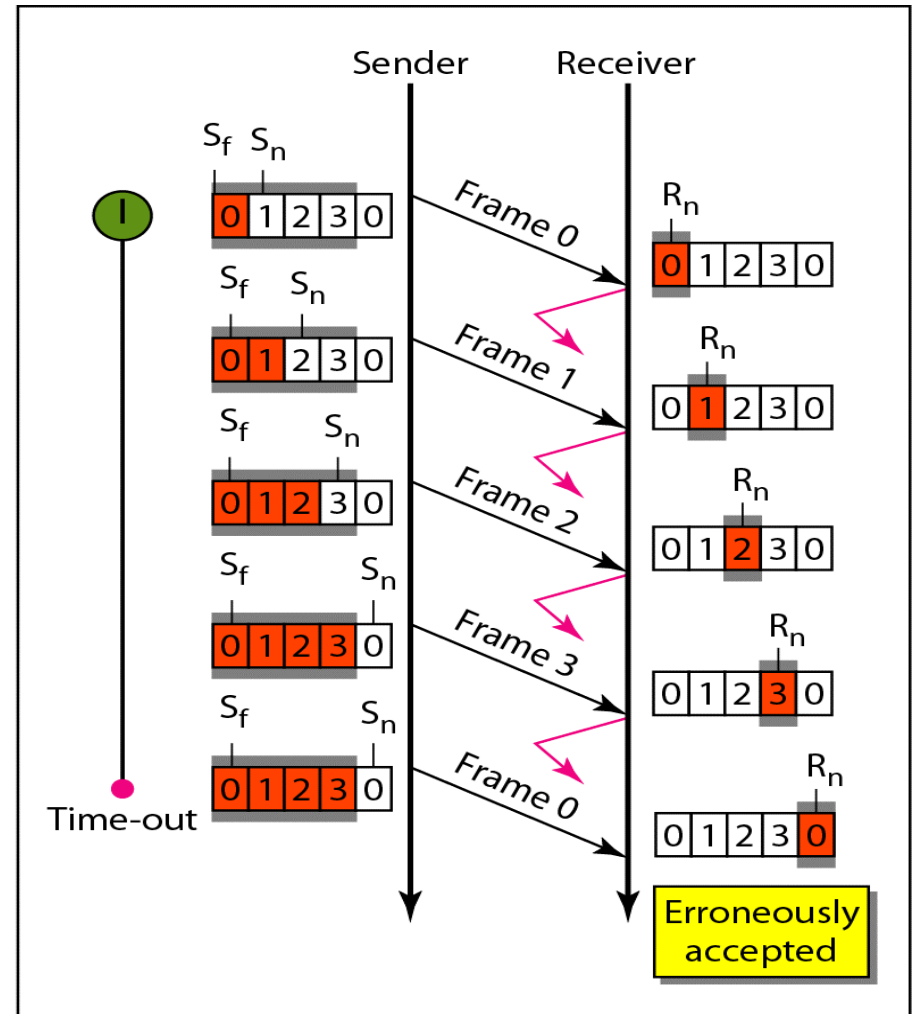 Sender Receiver
Sf Sn
I
0 1 2 3 0
Frame 0
Rn
0 1 2 3 0
Sf Sn
0 1 2 3 0
Frame 1
Rn
0 1 2 3 0
Sf Sn
0 1 2 3 0
Frame 2
Rn
0 1 2 3 0
Sf Sn
0 1 2 3 0
Frame 3
Rn
0 1 2 3 0
Sf Sn
0 1 2 3 0
Time-out
Frame 0
Rn
0 1 2 3 0
Erroneously
accepted